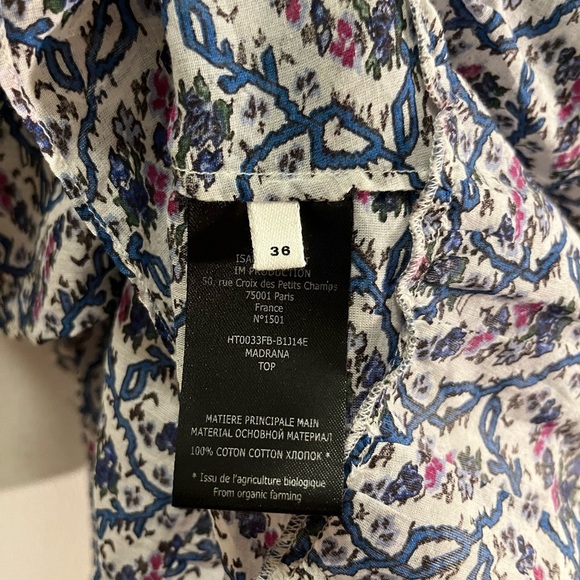 36
IM PRODUCTION
50, rue Croix des Petits Champs
75001 Paris
France
N°1501
HT0033FB-B1J14E
MADRANA
TOP
MATIERE PRINCIPALE MAIN
MATERIAL ОСНОВНОЙ МАТЕРИАЛ
100% COTON COTTON ХЛОПОК *
* Issu de l'agriculture biologique
From organic farming